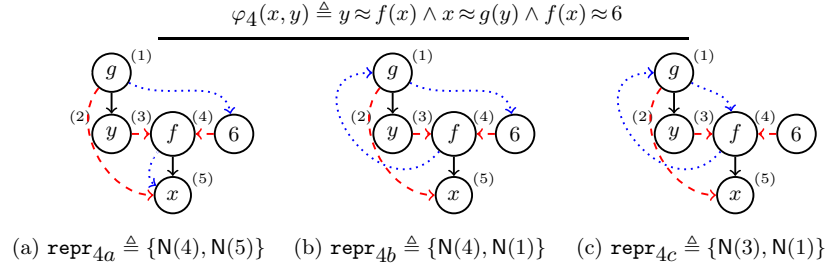 φ₄(x, y) ≜ y ≈ f(x) ∧ x ≈ g(y) ∧ f(x) ≈ 6
(1) (1) (1)
g g g
(2) (3) (4) (2) (3) (4) (2) (3) (4)
y f 6 y f 6 y f 6
(5) (5) (5)
x x x
(a) repr₄ₐ ≜ {N(4), N(5)} (b) repr₄b ≜ {N(4), N(1)} (c) repr₄c ≜ {N(3), N(1)}